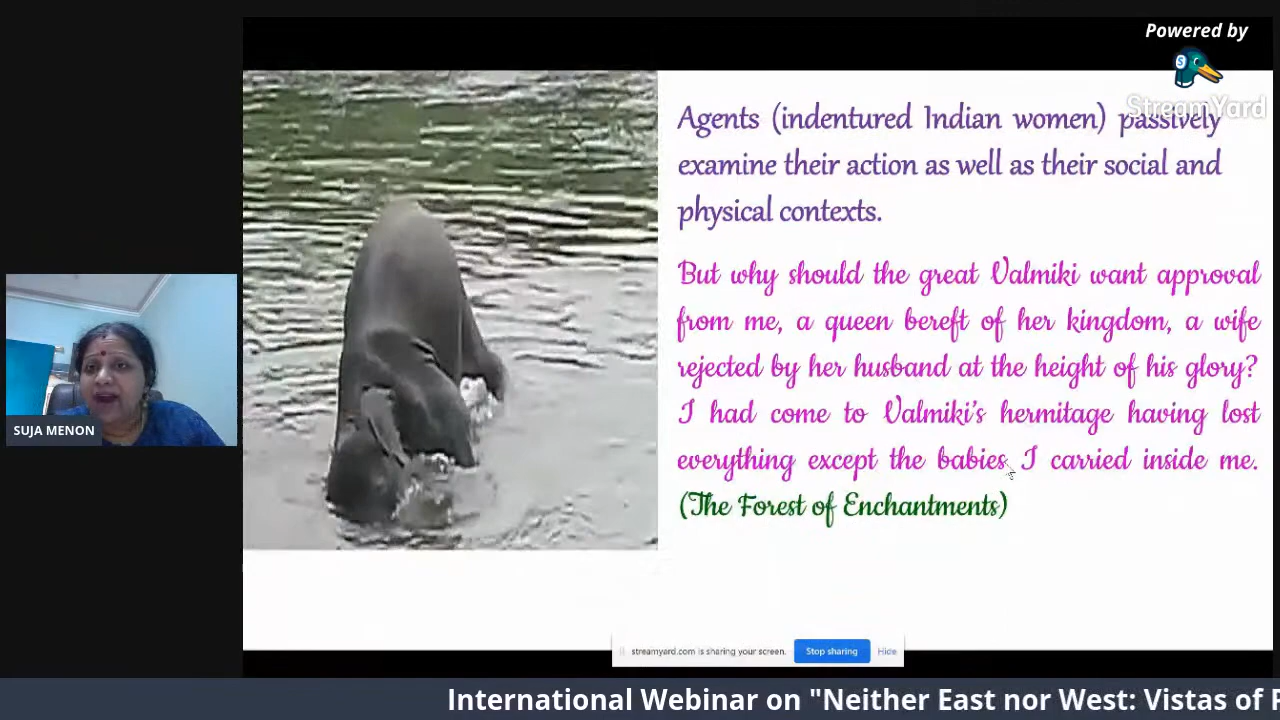 Powered by
StreamYard
Agents (indentured Indian women) passively
examine their action as well as their social and
physical contexts.
But why should the great Valmiki want approval
from me, a queen bereft of her kingdom, a wife
rejected by her husband at the height of his glory?
I had come to Valmiki's hermitage having lost
everything except the babies I carried inside me.
(The Forest of Enchantments)
SUJA MENON
streamyard.com is sharing your screen.
Stop sharing
Hide
International Webinar on "Neither East nor West: Vistas of